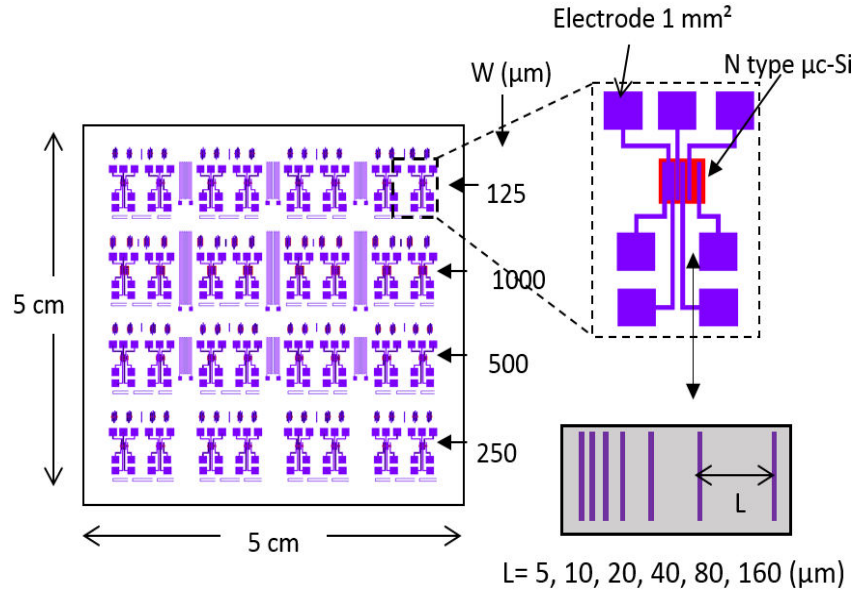 Electrode 1 mm²
N type µc-Si
W (µm)
125
1000
500
250
5 cm
5 cm
L
L= 5, 10, 20, 40, 80, 160 (µm)